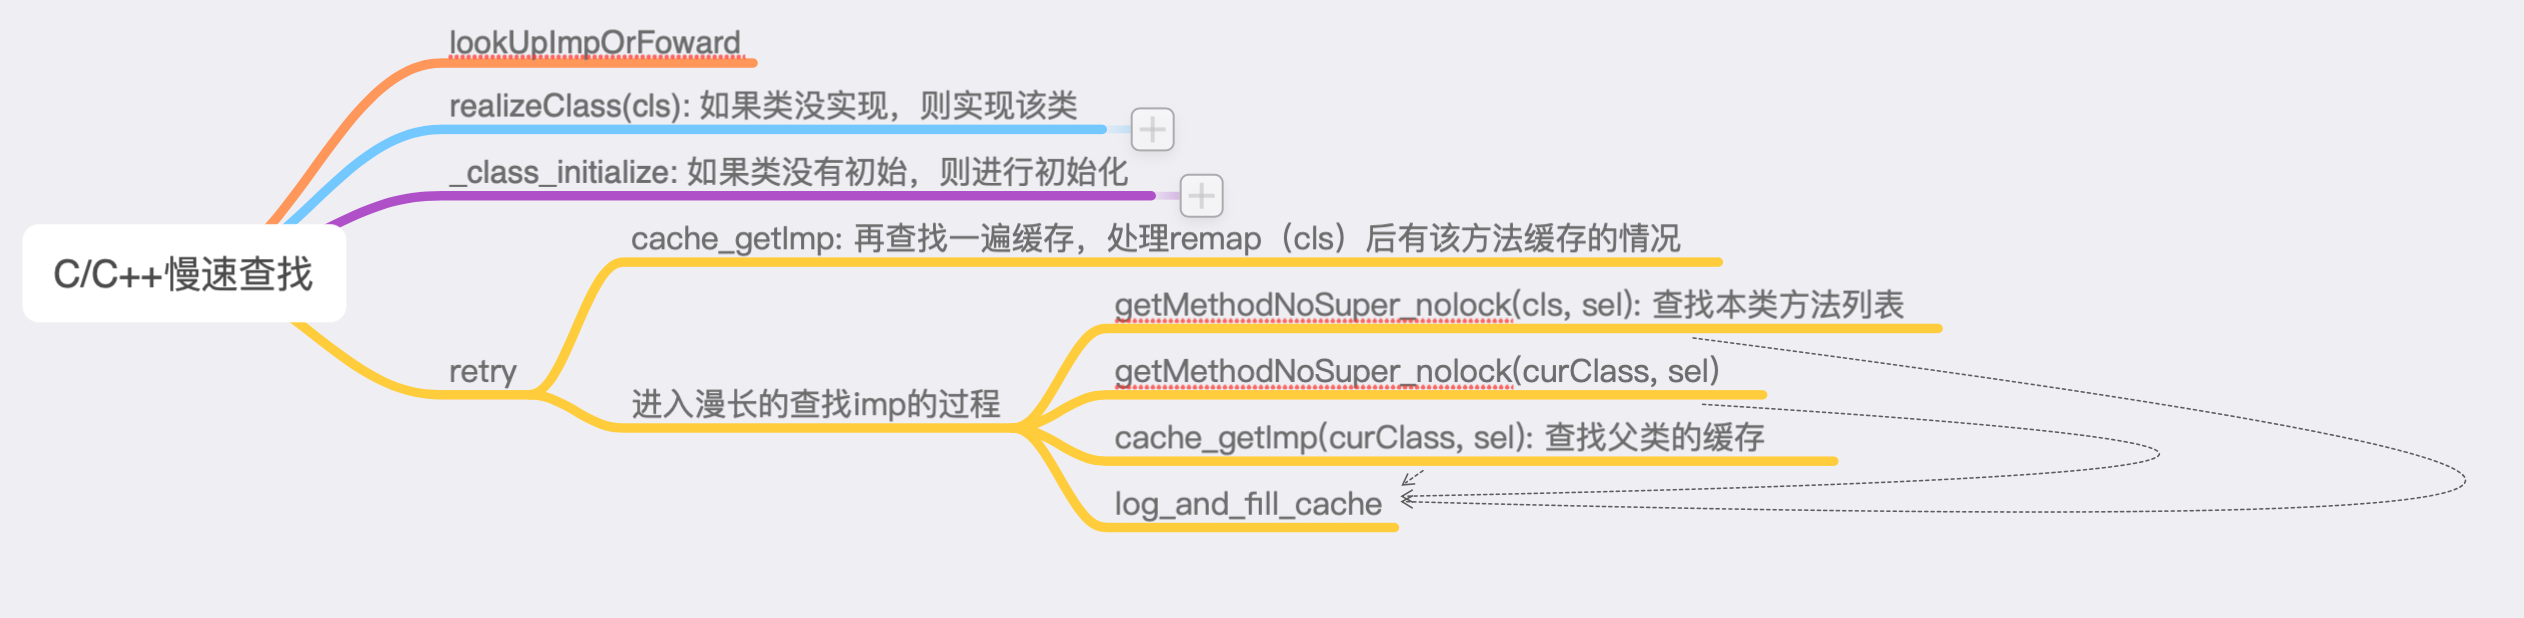 lookUpImpOrFoward
realizeClass(cls): 如果类没实现，则实现该类
_class_initialize: 如果类没有初始，则进行初始化
C/C++慢速查找
cache_getImp: 再查找一遍缓存，处理remap（cls）后有该方法缓存的情况
retry
进入漫长的查找imp的过程
getMethodNoSuper_nolock(cls, sel): 查找本类方法列表
getMethodNoSuper_nolock(curClass, sel)
cache_getImp(curClass, sel): 查找父类的缓存
log_and_fill_cache